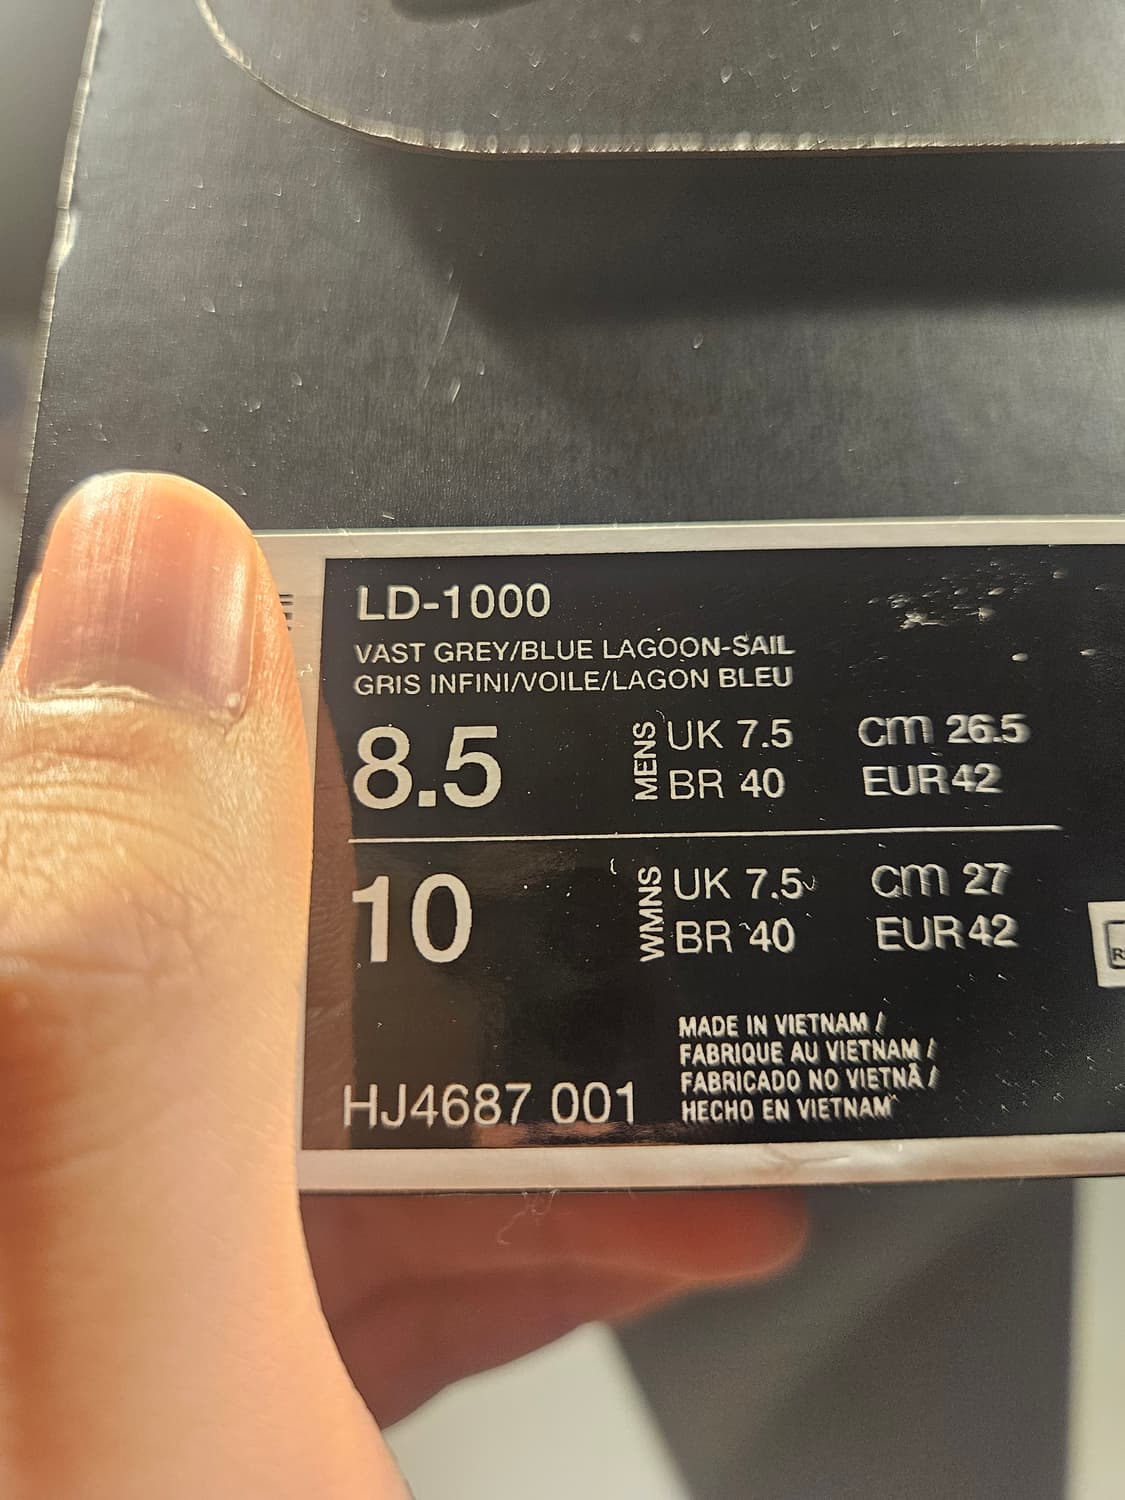 LD-1000
VAST GREY/BLUE LAGOON-SAIL
GRIS INFINI/VOILE/LAGON BLEU
8.5 MENS UK 7.5 cm 26.5
BR 40 EUR 42
10 WMNS UK 7.5 cm 27
BR 40 EUR 42
MADE IN VIETNAM /
FABRIQUE AU VIETNAM /
FABRICADO NO VIETNÃ /
HECHO EN VIETNAM
HJ4687 001